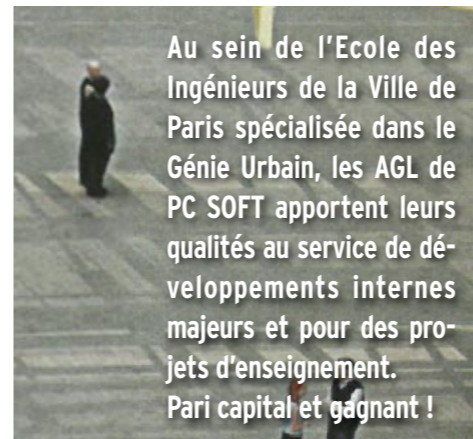 Au sein de l'Ecole des
Ingénieurs de la Ville de
Paris spécialisée dans le
Génie Urbain, les AGL de
PC SOFT apportent leurs
qualités au service de dé-
veloppements internes
majeurs et pour des pro-
jets d'enseignement.
Pari capital et gagnant !